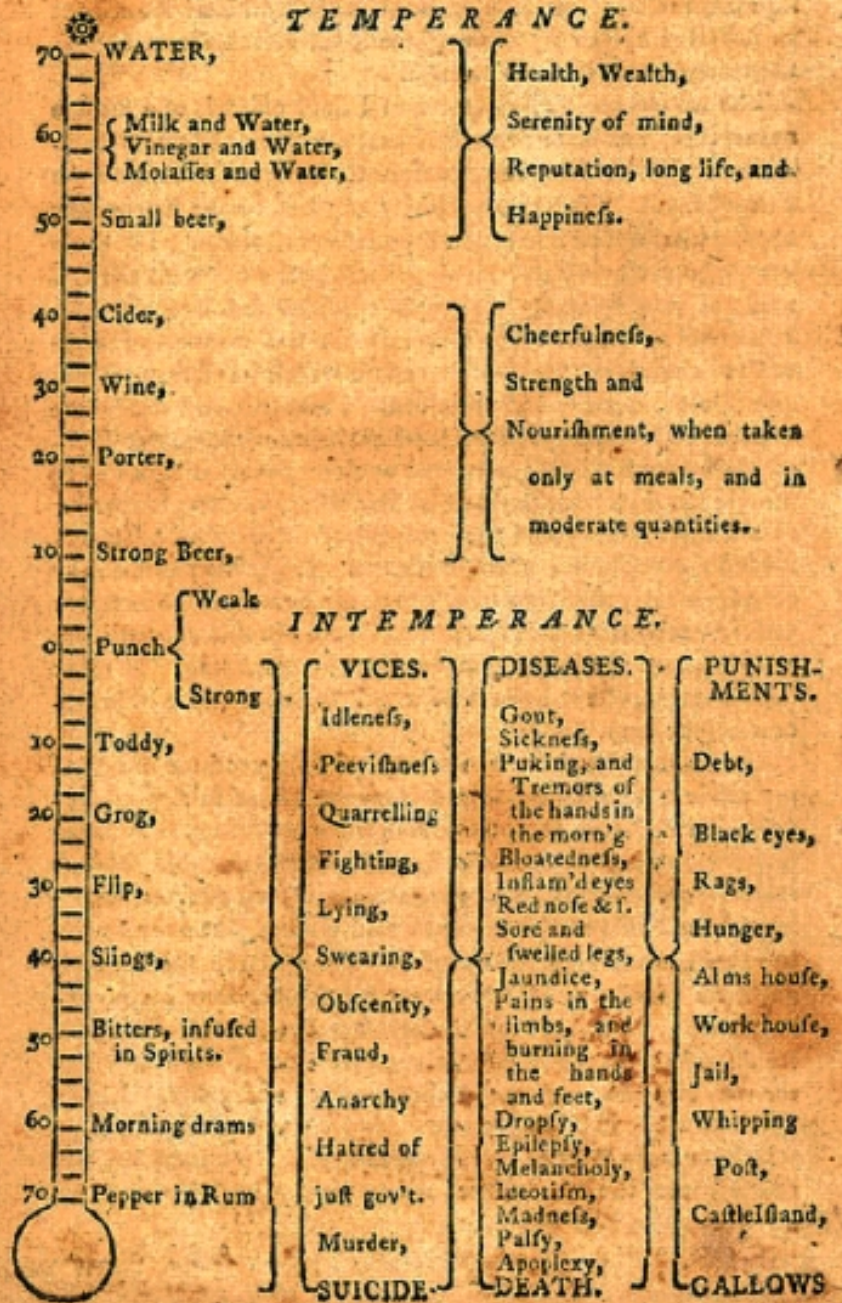 TEMPERANCE.
70 WATER,
60
Milk and Water,
Vinegar and Water,
Molaſſes and Water,
50 Small beer,
Health, Wealth,
Serenity of mind,
Reputation, long life, and
Happineſs.
40 Cider,
30 Wine,
20 Porter,
10 Strong Beer,
Cheerfulneſs,
Strength and
Nouriſhment, when taken
only at meals, and in
moderate quantities.
INTEMPERANCE.
Weak
0 Punch
Strong
10 Toddy,
20 Grog,
30 Flip,
40 Slings,
50 Bitters, infuſed
in Spirits.
60 Morning drams
70 Pepper in Rum
VICES.
Idleneſs,
Peeviſhneſs
Quarrelling
Fighting,
Lying,
Swearing,
Obſcenity,
Fraud,
Anarchy
Hatred of
juſt gov't.
Murder,
SUICIDE
DISEASES.
Gout,
Sickneſs,
Puking, and
Tremors of
the hands in
the morn'g
Bloatedneſs,
Inflam'd eyes
Red noſe & f.
Sore and
ſwelled legs,
Jaundice,
Pains in the
limbs, and
burning in
the hands
and feet,
Dropſy,
Epilepſy,
Melancholy,
Ideotiſm,
Madneſs,
Palſy,
Apoplexy,
DEATH.
PUNISH-
MENTS.
Debt,
Black eyes,
Rags,
Hunger,
Alms houſe,
Work houſe,
Jail,
Whipping
Poſt,
Caſtle Iſland,
GALLOWS